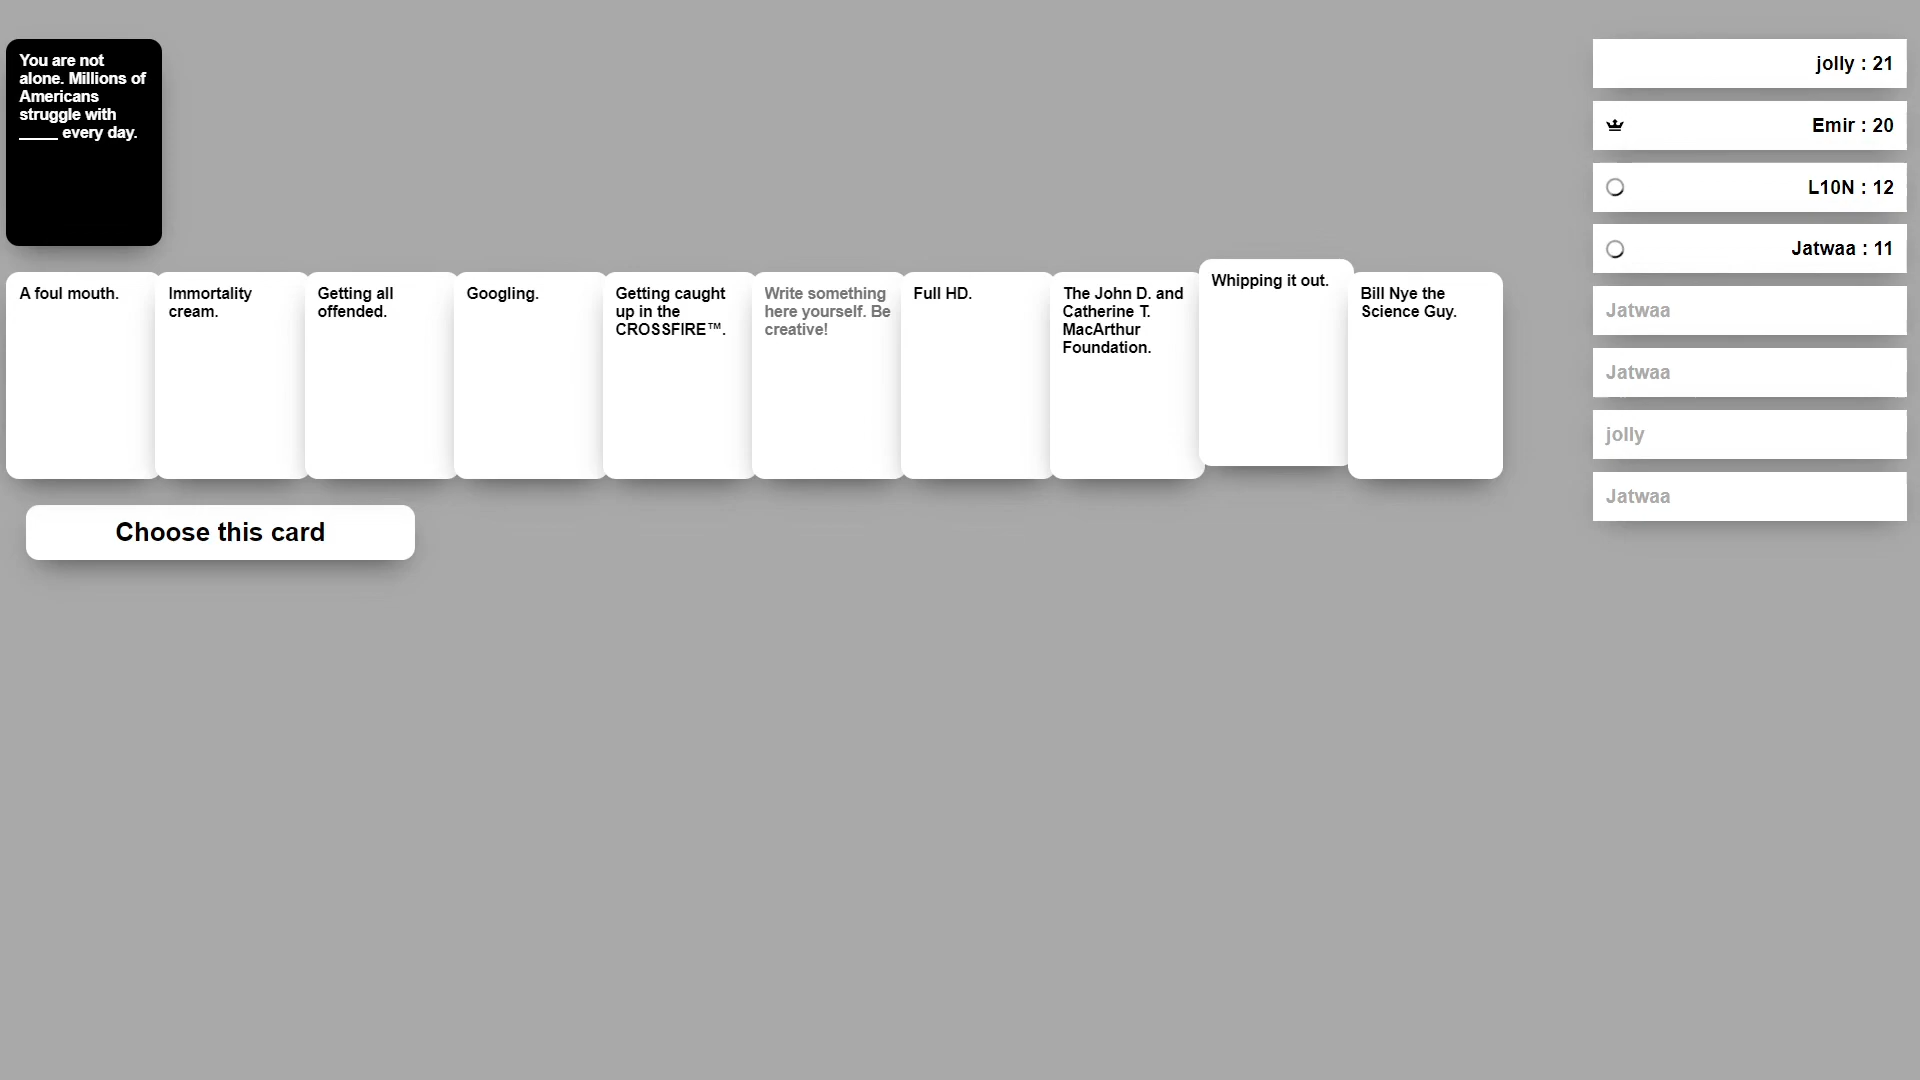 You are not
alone. Millions of
Americans
struggle with
_____ every day.
A foul mouth.
Immortality
cream.
Getting all
offended.
Googling.
Getting caught
up in the
CROSSFIRE™.
Write something
here yourself. Be
creative!
Full HD.
The John D. and
Catherine T.
MacArthur
Foundation.
Whipping it out.
Bill Nye the
Science Guy.
Choose this card
jolly : 21
Emir : 20
L10N : 12
Jatwaa : 11
Jatwaa
Jatwaa
jolly
Jatwaa